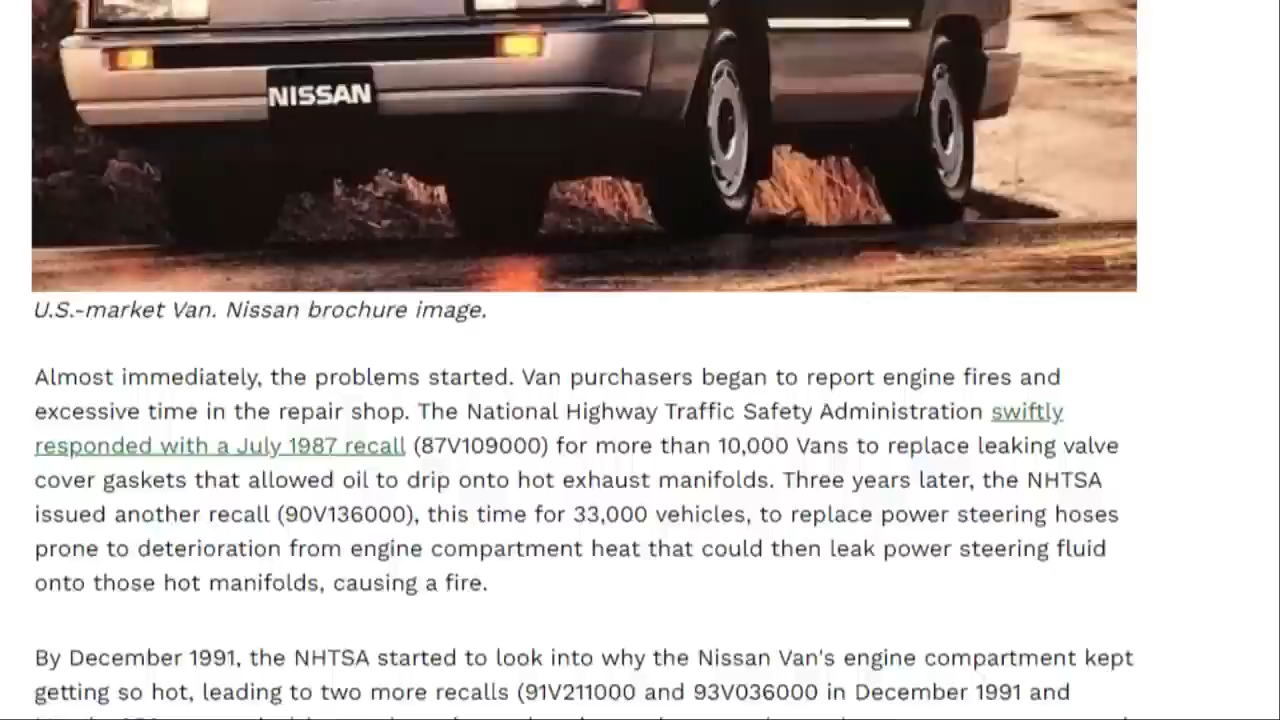 NISSAN
U.S.-market Van. Nissan brochure image.
Almost immediately, the problems started. Van purchasers began to report engine fires and
excessive time in the repair shop. The National Highway Traffic Safety Administration swiftly
responded with a July 1987 recall (87V109000) for more than 10,000 Vans to replace leaking valve
cover gaskets that allowed oil to drip onto hot exhaust manifolds. Three years later, the NHTSA
issued another recall (90V136000), this time for 33,000 vehicles, to replace power steering hoses
prone to deterioration from engine compartment heat that could then leak power steering fluid
onto those hot manifolds, causing a fire.
By December 1991, the NHTSA started to look into why the Nissan Van's engine compartment kept
getting so hot, leading to two more recalls (91V211000 and 93V036000 in December 1991 and